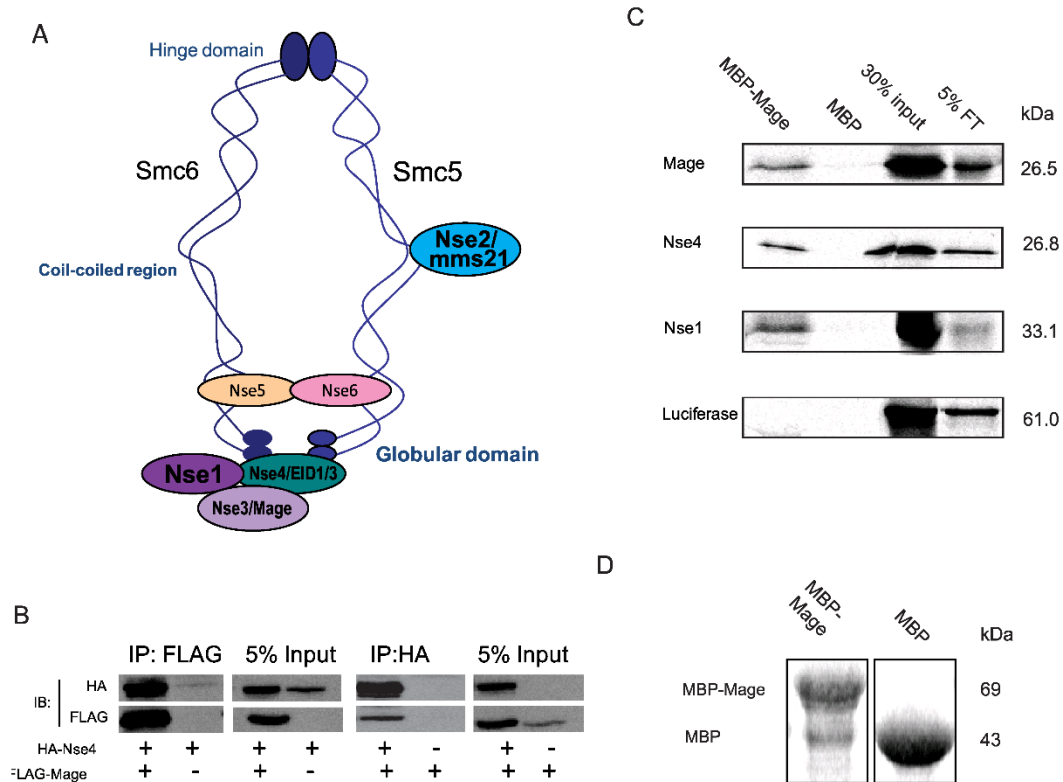 A
Hinge domain
Smc6
Smc5
Nse2/
mms21
Coil-coiled region
Nse5
Nse6
Globular domain
Nse1
Nse4/EID1/3
Nse3/Mage
B
IP: FLAG
5% Input
IP:HA
5% Input
IB:
HA
FLAG
HA-Nse4
+ + + + + - + -
FLAG-Mage
+ - + - + + + +
C
MBP-Mage
MBP
30% input
5% FT
kDa
Mage
26.5
Nse4
26.8
Nse1
33.1
Luciferase
61.0
D
MBP-
Mage
MBP
kDa
MBP-Mage
69
MBP
43